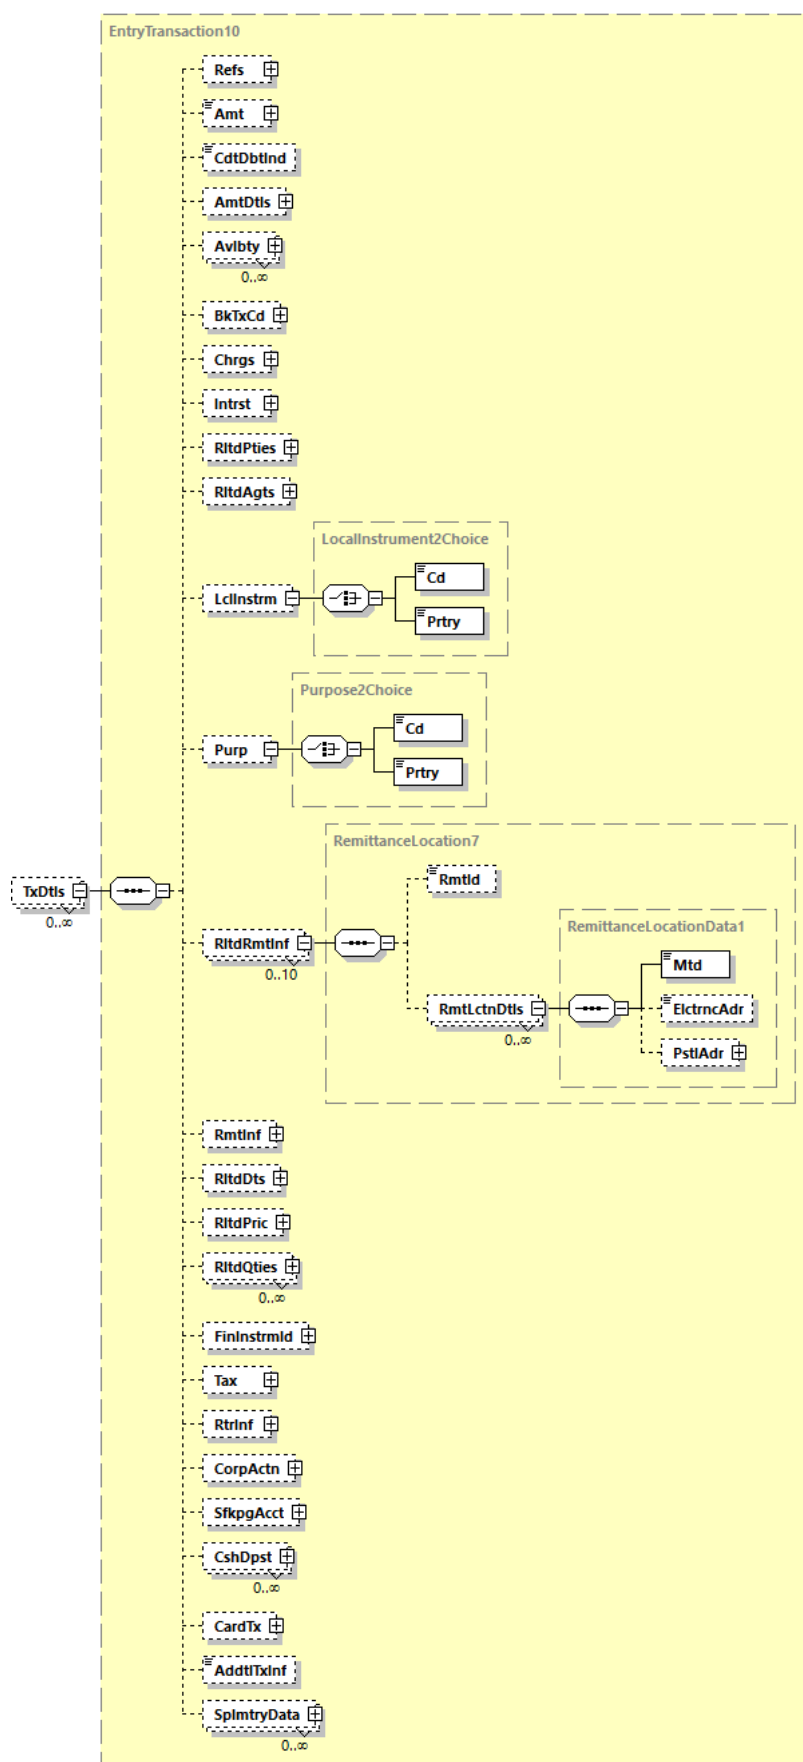 EntryTransaction10
Refs
Amt
CdtDbtInd
AmtDtls
Avlbty
0..∞
BkTxCd
Chrgs
Intrst
RltdPties
RltdAgts
LocalInstrument2Choice
Cd
LclInstrm
Prtry
Purpose2Choice
Cd
Purp
Prtry
RemittanceLocation7
RmtId
TxDtls
0..∞
RltdRmtInf
0..10
RemittanceLocationData1
Mtd
RmtLctnDtls
0..∞
ElctrncAdr
PstlAdr
RmtInf
RltdDts
RltdPric
RltdQties
0..∞
FinInstrmId
Tax
RtrInf
CorpActn
SfkpgAcct
CshDpst
0..∞
CardTx
AddtlTxInf
SplmtryData
0..∞